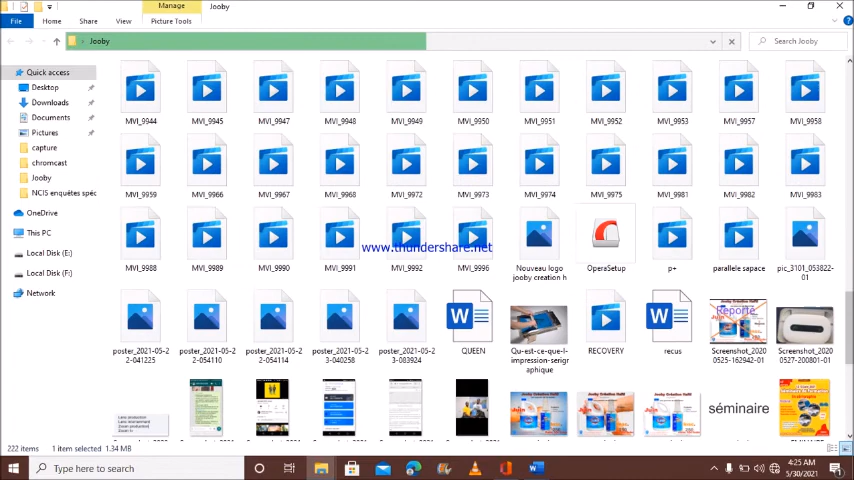 Manage
Jooby
File
Home
Share
View
Picture Tools
Jooby
Search Jooby
Quick access
Desktop
Downloads
Documents
Pictures
capture
chromcast
Jooby
NCIS enquêtes spéc
OneDrive
This PC
Local Disk (E:)
Local Disk (F:)
Network
MVI_9944
MVI_9945
MVI_9947
MVI_9948
MVI_9949
MVI_9950
MVI_9951
MVI_9952
MVI_9953
MVI_9957
MVI_9958
MVI_9959
MVI_9966
MVI_9967
MVI_9968
MVI_9972
MVI_9973
MVI_9974
MVI_9975
MVI_9981
MVI_9982
MVI_9983
www.thundershare.net
MVI_9988
MVI_9989
MVI_9990
MVI_9991
MVI_9992
MVI_9996
Nouveau logo
jooby creation h
OperaSetup
p+
parallele sapace
pic_3101_053822-
01
poster_2021-05-2
2-041225
poster_2021-05-2
2-054110
poster_2021-05-2
2-054114
poster_2021-05-2
3-040258
poster_2021-05-2
3-083924
QUEEN
Qu-est-ce-que-l-
impression-serigr
aphique
RECOVERY
recus
Reporté
Screenshot_2020
0525-162942-01
Screenshot_2020
0527-200801-01
séminaire
222 items
1 item selected 1.34 MB
Type here to search
4:25 AM
5/30/2021